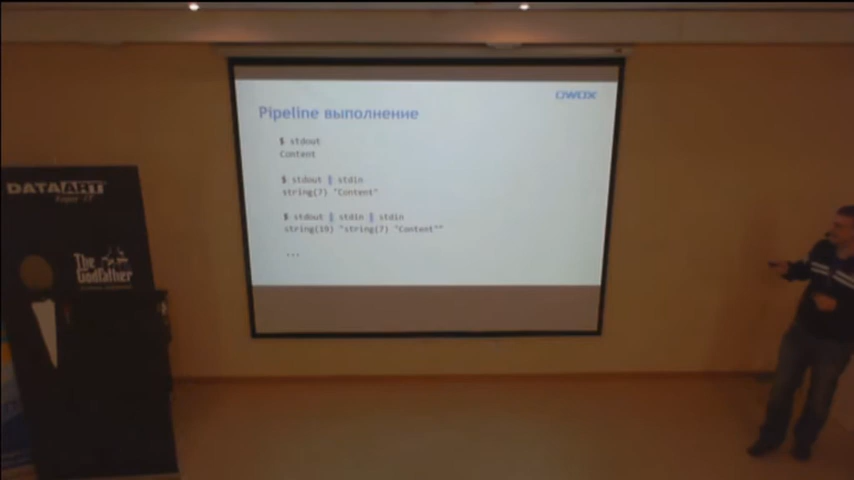 OWOX
Pipeline выполнение
$ stdout
Content
$ stdout | stdin
string(7) "Content"
$ stdout | stdin | stdin
string(19) "string(7) "Content""
...
DATAART
The
Godfather